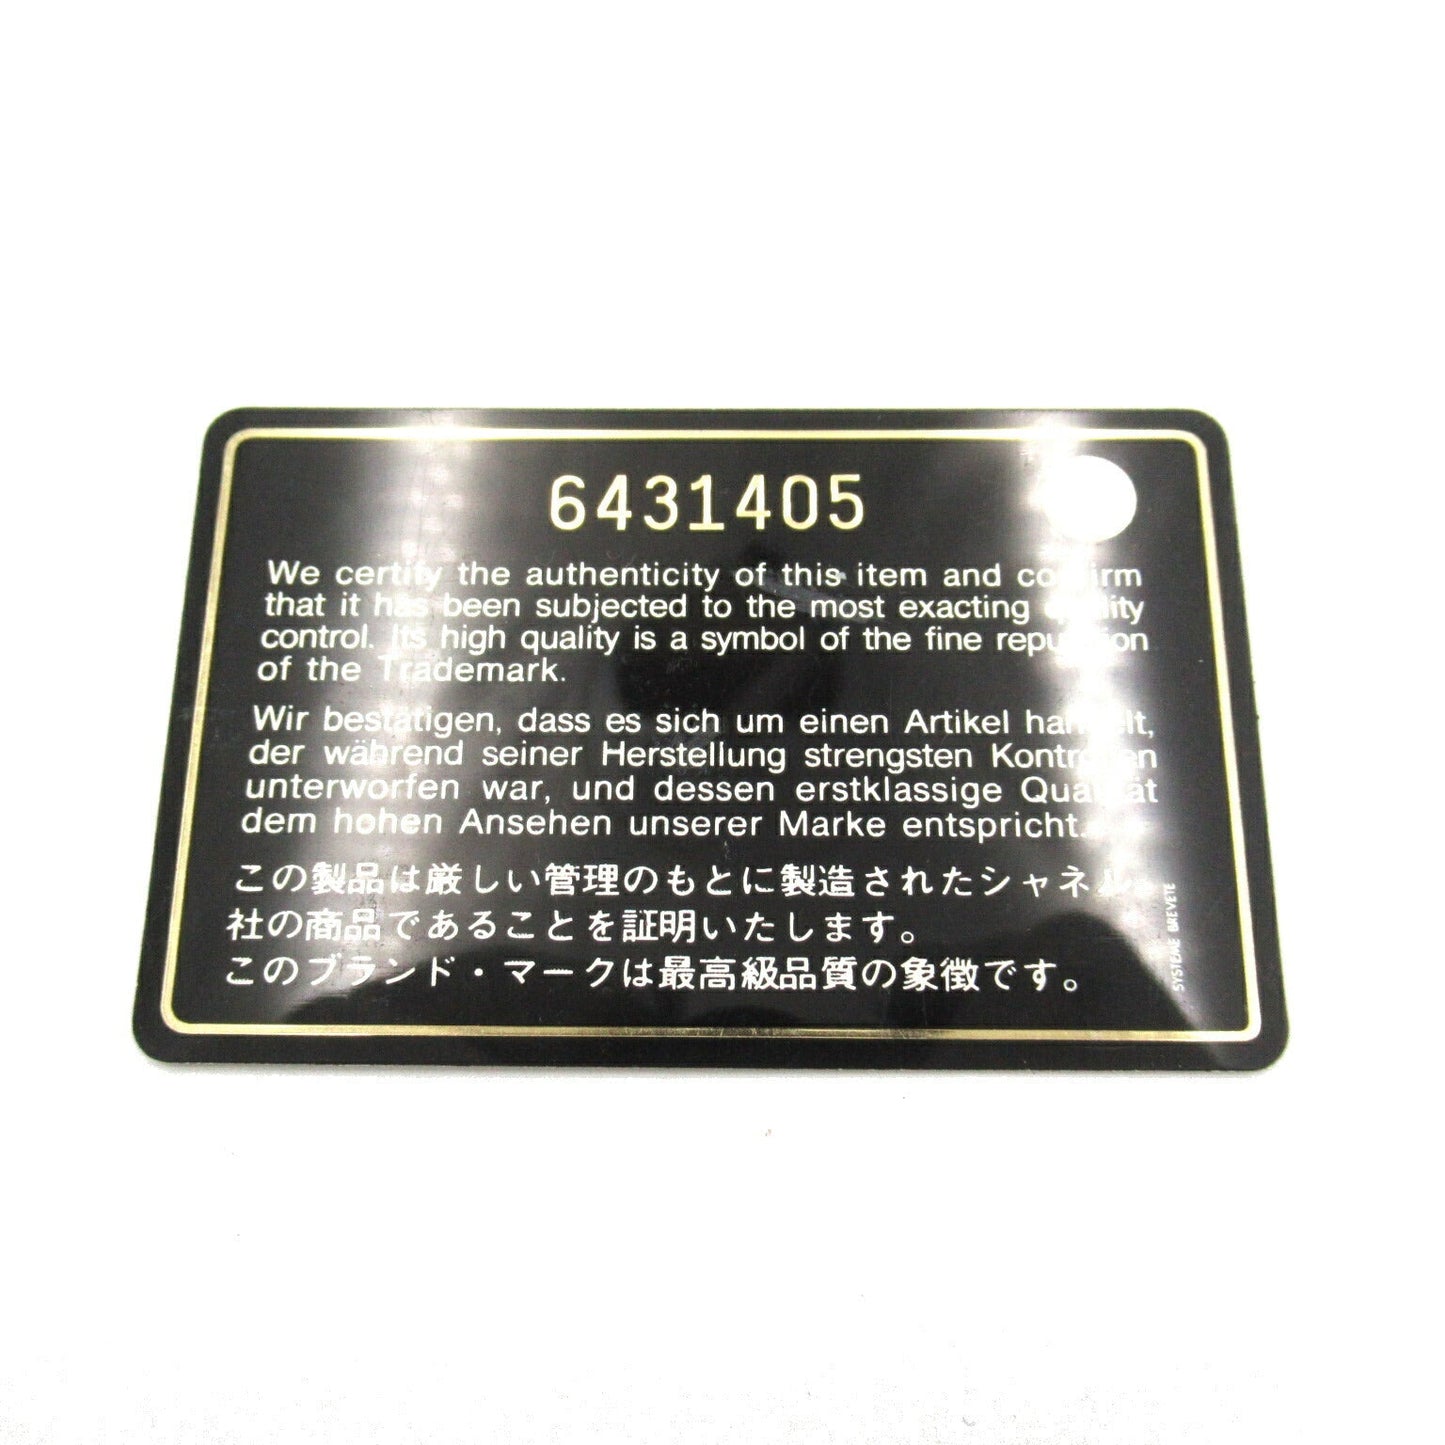 6431405
We certify the authenticity of this item and confirm
that it has been subjected to the most exacting quality
control. Its high quality is a symbol of the fine reputation
of the Trademark.
Wir bestätigen, dass es sich um einen Artikel handelt,
der während seiner Herstellung strengsten Kontrollen
unterworfen war, und dessen erstklassige Qualität
dem hohen Ansehen unserer Marke entspricht.
この製品は厳しい管理のもとに製造されたシャネル
社の商品であることを証明いたします。
このブランド・マークは最高級品質の象徴です。
SYSTEME BREVETE